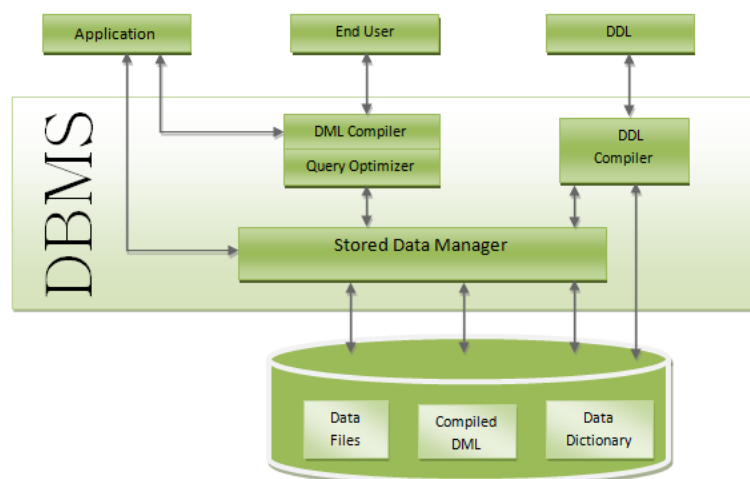 Application
End User
DDL
DBMS
DML Compiler
Query Optimizer
DDL
Compiler
Stored Data Manager
Data
Files
Compiled
DML
Data
Dictionary